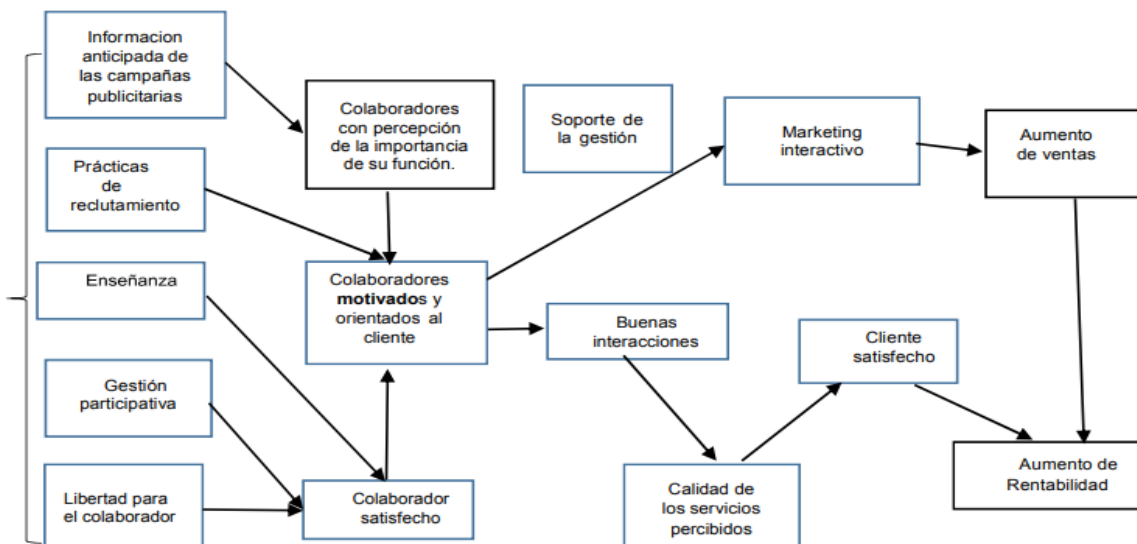 Informacion
anticipada de
las campañas
publicitarias
Colaboradores
con percepción
de la importancia
de su función.
Soporte de
la gestión
Marketing
interactivo
Aumento
de ventas
Prácticas
de
reclutamiento
Enseñanza
Colaboradores
motivados y
orientados al
cliente
Buenas
interacciones
Cliente
satisfecho
Gestión
participativa
Libertad para
el colaborador
Colaborador
satisfecho
Calidad de
los servicios
percibidos
Aumento de
Rentabilidad